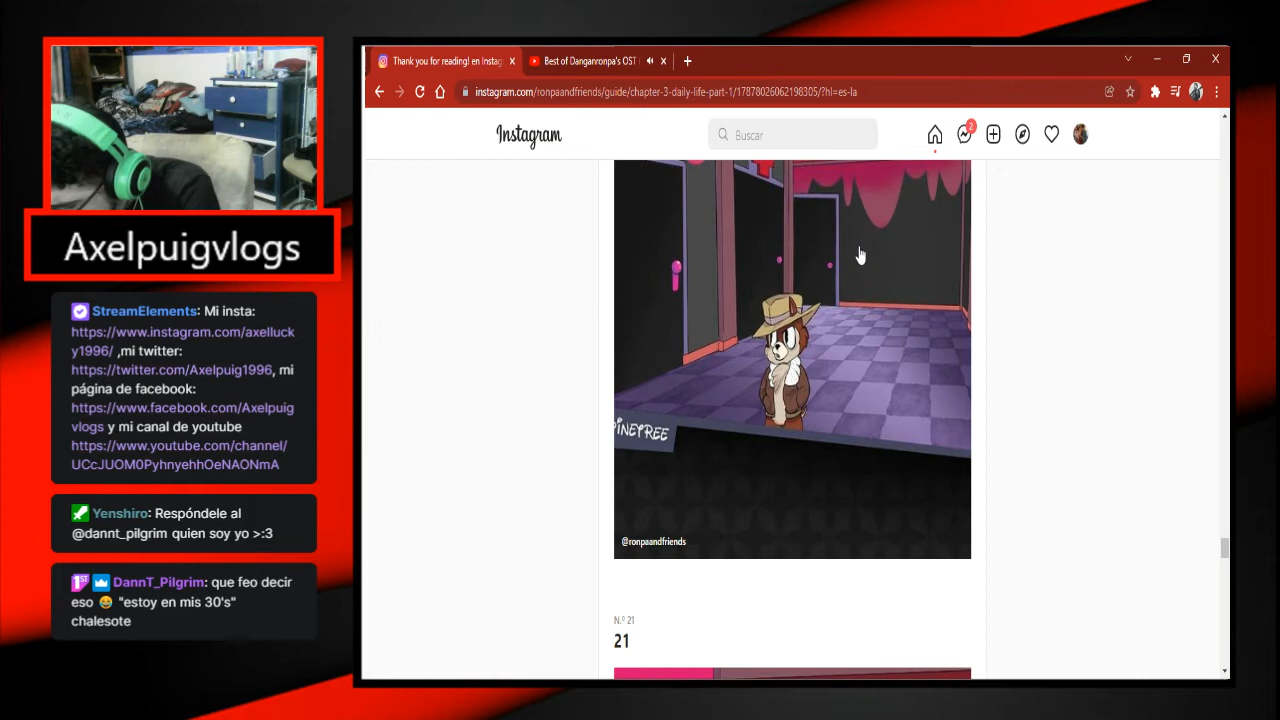 Axelpuigvlogs
StreamElements: Mi insta:
https://www.instagram.com/axelluck
y1996/ ,mi twitter:
https://twitter.com/Axelpuig1996, mi
página de facebook:
https://www.facebook.com/Axelpuig
vlogs y mi canal de youtube
https://www.youtube.com/channel/
UCcJUOM0PyhnyehhOeNAONmA
Yenshiro: Respóndele al
@dannt_pilgrim quien soy yo >:3
1ST DannT_Pilgrim: que feo decir
eso 😂 "estoy en mis 30's"
chalesote
Thank you for reading! en Instag
Best of Danganronpa's OST
instagram.com/ronpaandfriends/guide/chapter-3-daily-life-part-1/17878026062198305/?hl=es-la
Instagram
Buscar
2
PINETREE
@ronpaandfriends
N.º 21
21